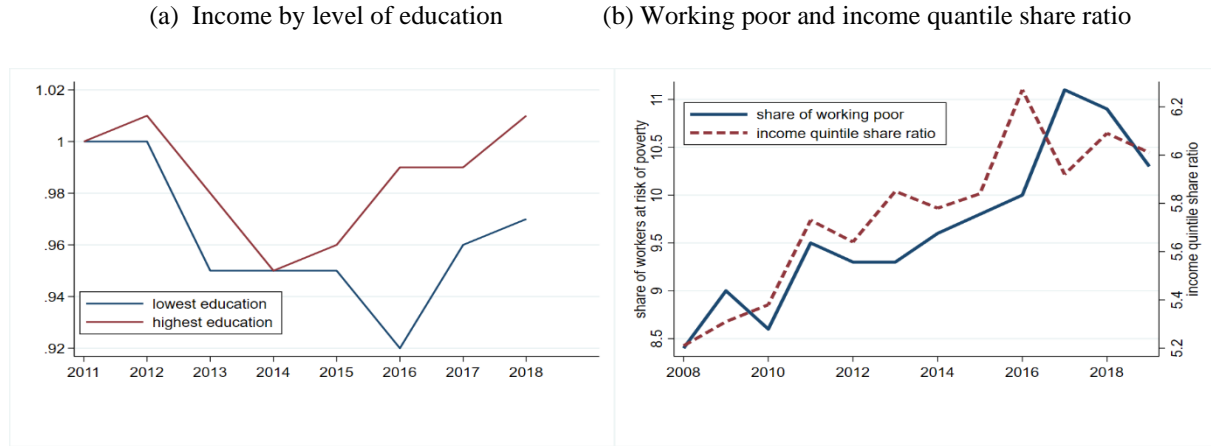 (a) Income by level of education
(b) Working poor and income quantile share ratio
1.02
1
.98
.96
.94
.92
lowest education
highest education
2011 2012 2013 2014 2015 2016 2017 2018
share of workers at risk of poverty
11
10.5
10
9.5
9
8.5
share of working poor
income quintile share ratio
6.2
6
5.8
5.6
5.4
5.2
income quintile share ratio
2008 2010 2012 2014 2016 2018